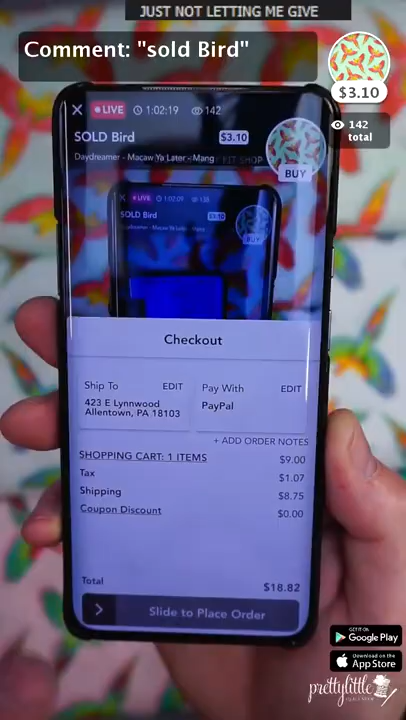 JUST NOT LETTING ME GIVE
Comment: "sold Bird"
$3.10
142
total
LIVE 1:02:19 142
SOLD Bird
$3.10
Daydreamer - Macaw Ya Later - Mang
KIT SHOP
BUY
LIVE
SOLD Bird
$3.10
BUY
Checkout
Ship To EDIT
423 E Lynnwood
Allentown, PA 18103
Pay With EDIT
PayPal
+ ADD ORDER NOTES
SHOPPING CART: 1 ITEMS $9.00
Tax $1.07
Shipping $8.75
Coupon Discount $0.00
Total $18.82
Slide to Place Order
GET IT ON
Google Play
Download on the
App Store
prettylittle